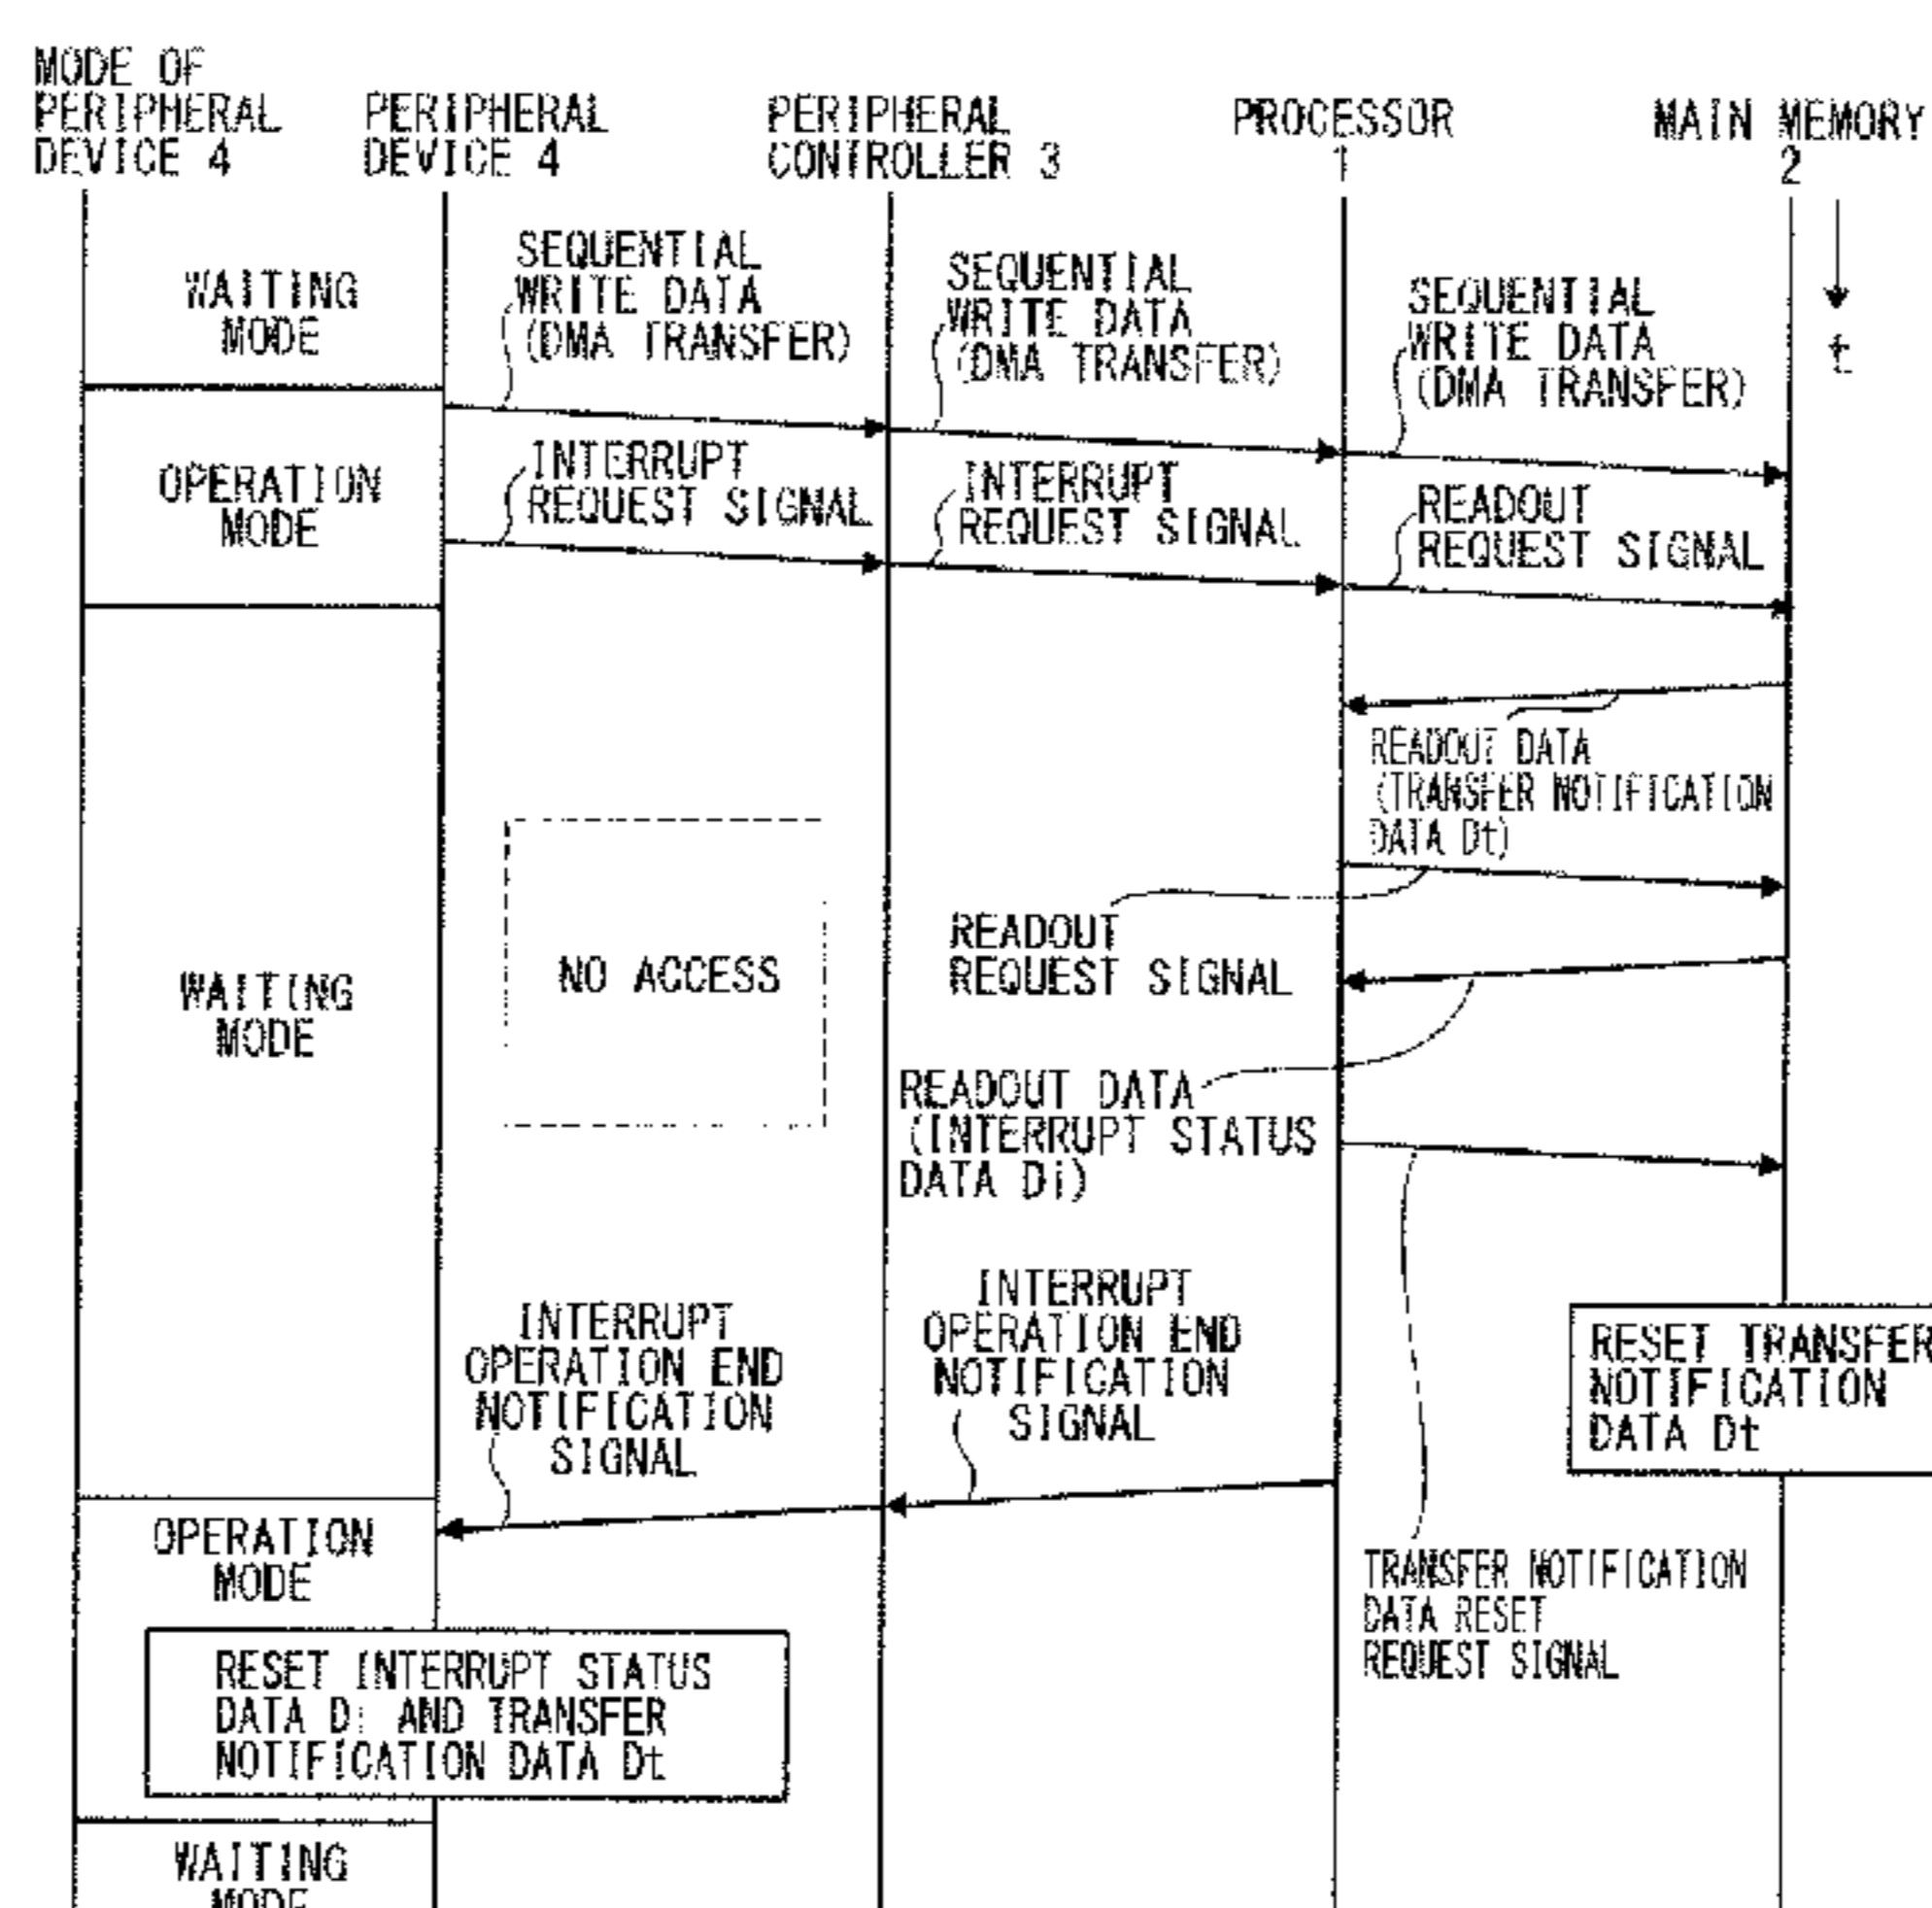 MODE OF
PERIPHERAL
DEVICE 4
PERIPHERAL
DEVICE 4
PERIPHERAL
CONTROLLER 3
PROCESSOR
1
MAIN MEMORY
2
t
WAITING
MODE
SEQUENTIAL
WRITE DATA
(DMA TRANSFER)
SEQUENTIAL
WRITE DATA
(DMA TRANSFER)
SEQUENTIAL
WRITE DATA
(DMA TRANSFER)
OPERATION
MODE
INTERRUPT
REQUEST SIGNAL
INTERRUPT
REQUEST SIGNAL
READOUT
REQUEST SIGNAL
READOUT DATA
(TRANSFER NOTIFICATION
DATA Dt)
WAITING
MODE
NO ACCESS
READOUT
REQUEST SIGNAL
READOUT DATA
(INTERRUPT STATUS
DATA Di)
INTERRUPT
OPERATION END
NOTIFICATION
SIGNAL
INTERRUPT
OPERATION END
NOTIFICATION
SIGNAL
RESET TRANSFER
NOTIFICATION
DATA Dt
OPERATION
MODE
TRANSFER NOTIFICATION
DATA RESET
REQUEST SIGNAL
RESET INTERRUPT STATUS
DATA Di AND TRANSFER
NOTIFICATION DATA Dt
WAITING
MODE